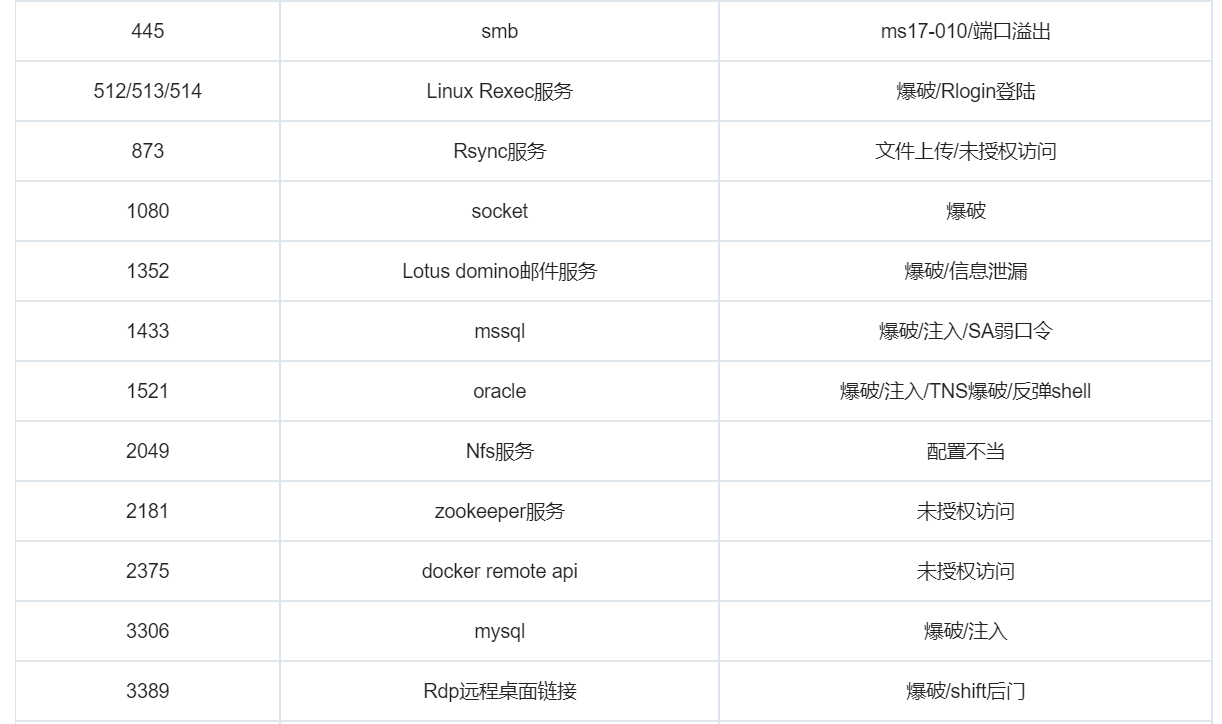 445 smb ms17-010/端口溢出
512/513/514 Linux Rexec服务 爆破/Rlogin登陆
873 Rsync服务 文件上传/未授权访问
1080 socket 爆破
1352 Lotus domino邮件服务 爆破/信息泄漏
1433 mssql 爆破/注入/SA弱口令
1521 oracle 爆破/注入/TNS爆破/反弹shell
2049 Nfs服务 配置不当
2181 zookeeper服务 未授权访问
2375 docker remote api 未授权访问
3306 mysql 爆破/注入
3389 Rdp远程桌面链接 爆破/shift后门